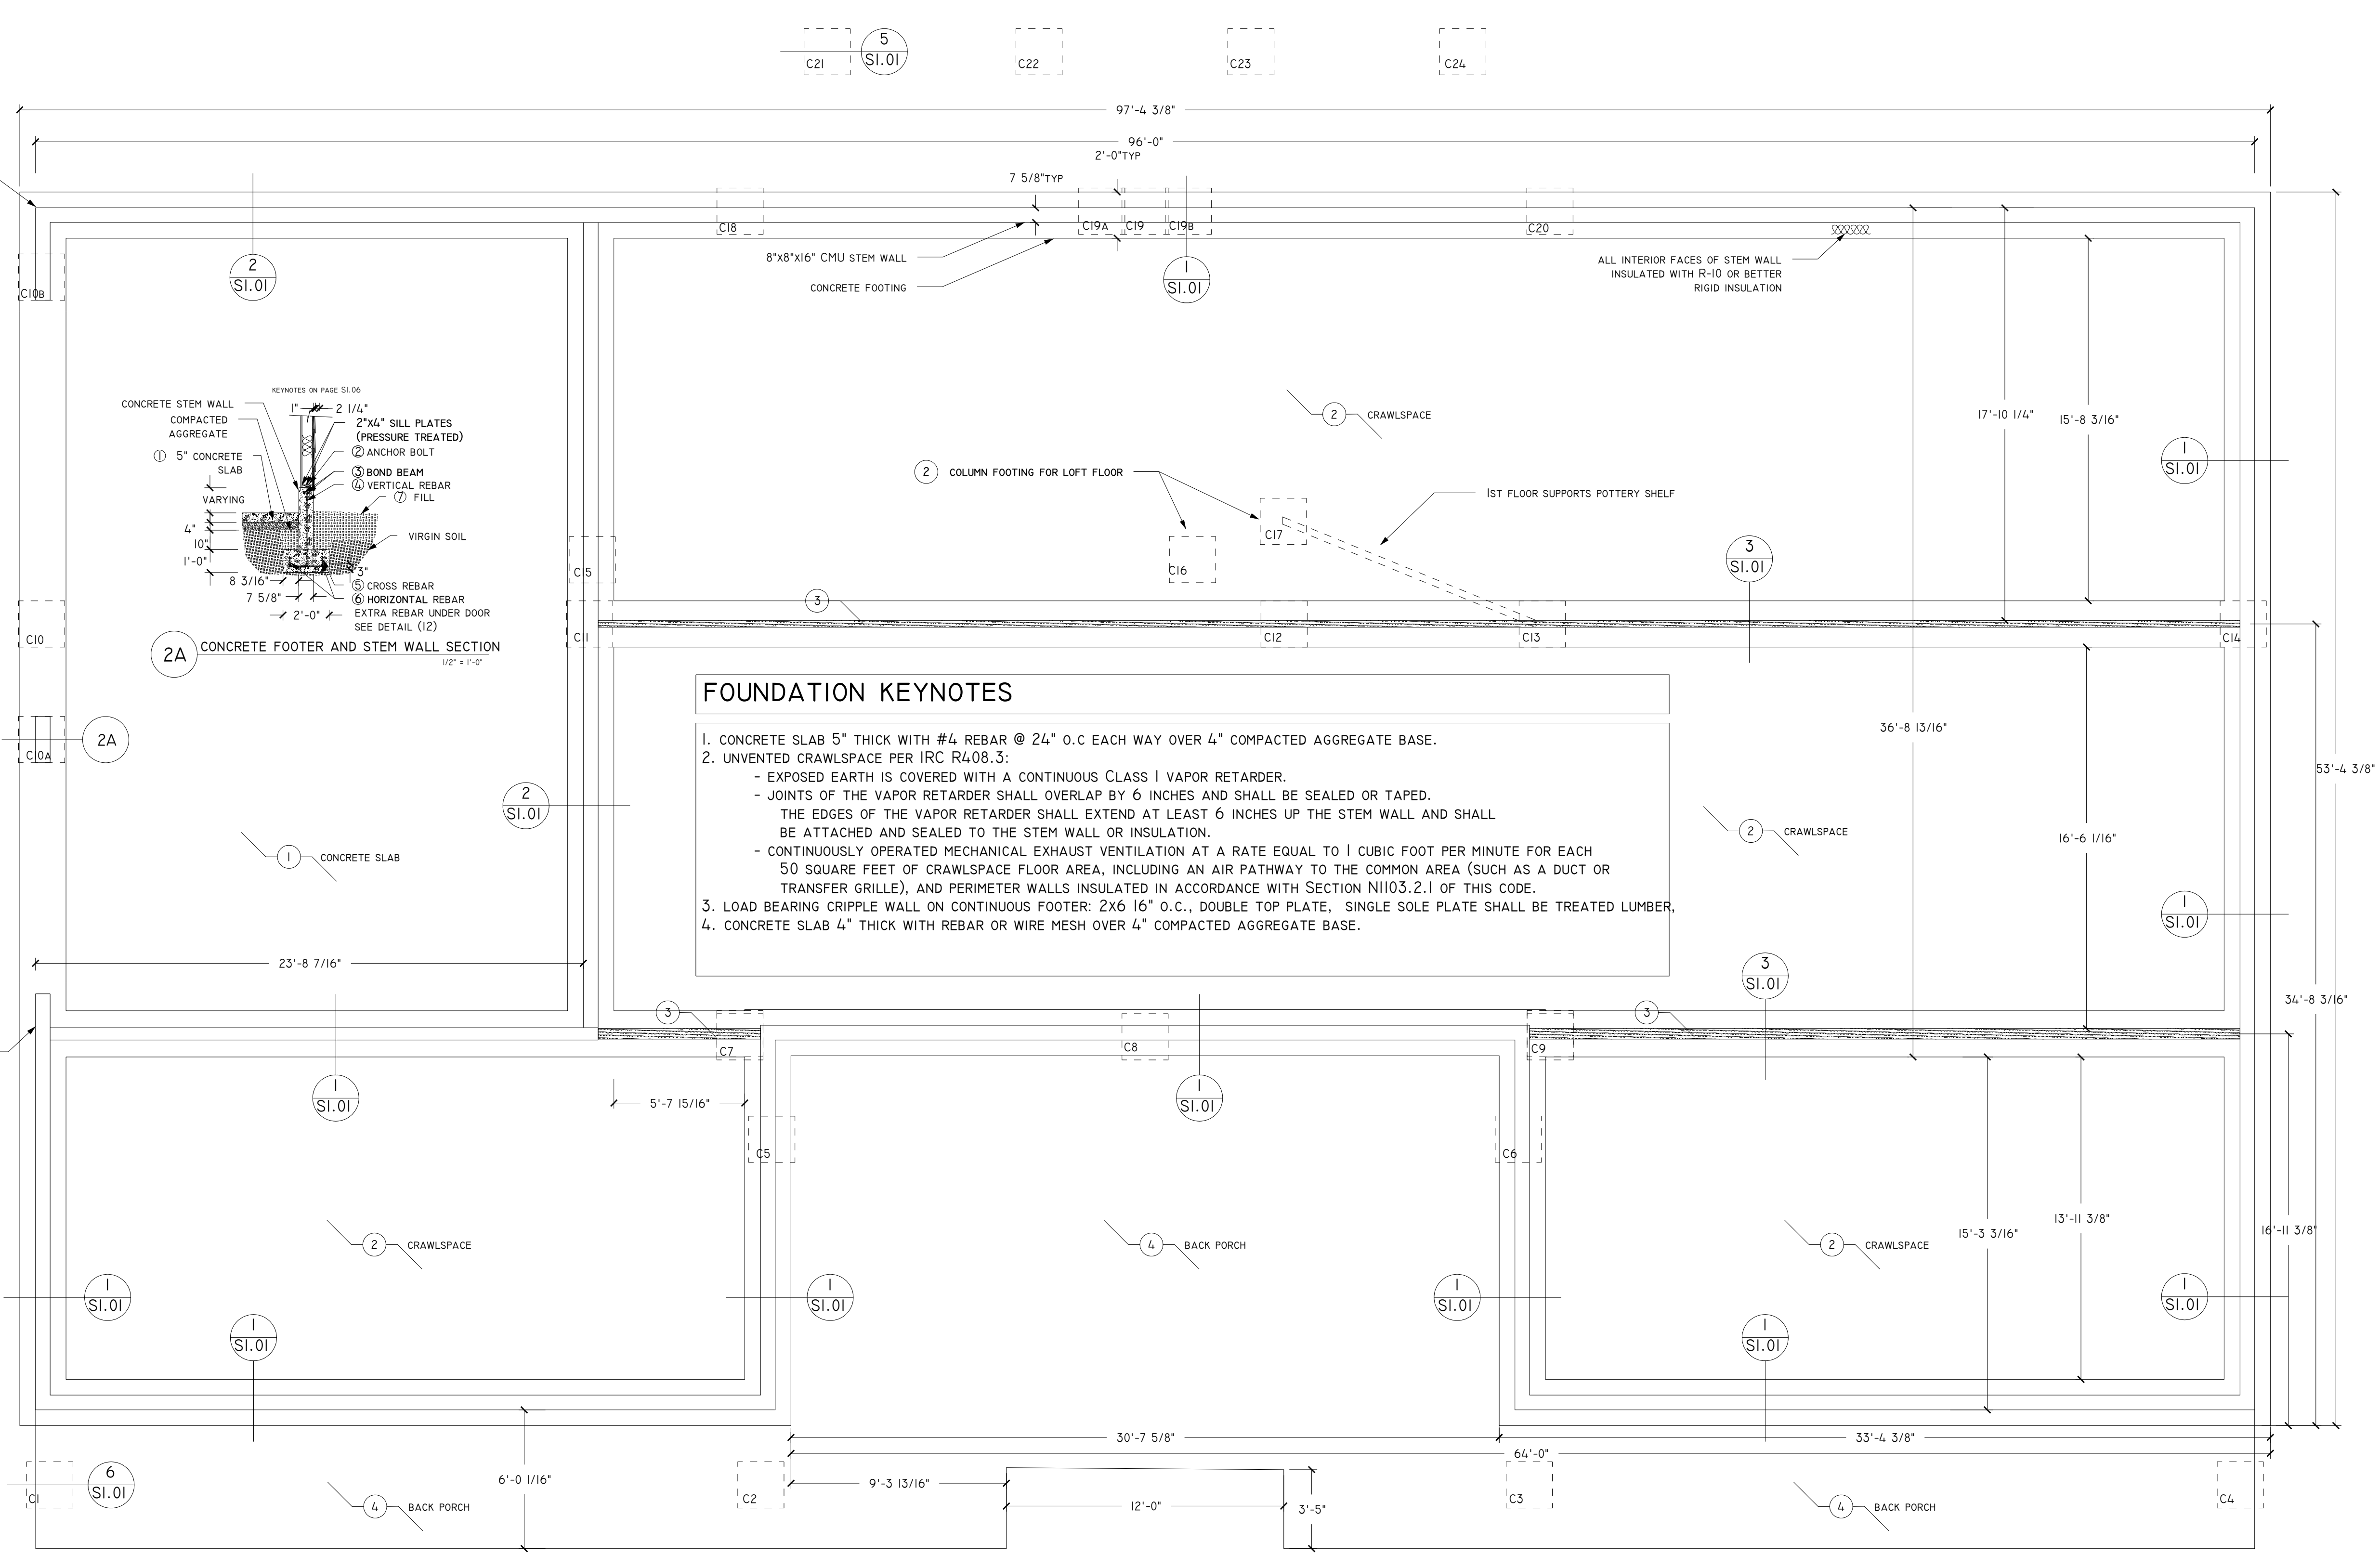 C21
5
S1.01
C22
C23
C24
97'-4 3/8"
96'-0"
2'-0"TYP
7 5/8"TYP
C18
C19A
C19
C19B
C20
8"X8"X16" CMU STEM WALL
CONCRETE FOOTING
2
S1.01
1
S1.01
ALL INTERIOR FACES OF STEM WALL
INSULATED WITH R-10 OR BETTER
RIGID INSULATION
C10B
KEYNOTES ON PAGE S1.06
CONCRETE STEM WALL
COMPACTED
AGGREGATE
1 5" CONCRETE
SLAB
VARYING
4"
10"
1'-0"
8 3/16"
7 5/8"
2'-0"
3"
1"
2 1/4"
2"X4" SILL PLATES
(PRESSURE TREATED)
2 ANCHOR BOLT
3 BOND BEAM
4 VERTICAL REBAR
7 FILL
VIRGIN SOIL
5 CROSS REBAR
6 HORIZONTAL REBAR
EXTRA REBAR UNDER DOOR
SEE DETAIL (12)
2A CONCRETE FOOTER AND STEM WALL SECTION
1/2" = 1'-0"
2 CRAWLSPACE
17'-10 1/4"
15'-8 3/16"
1
S1.01
2 COLUMN FOOTING FOR LOFT FLOOR
1ST FLOOR SUPPORTS POTTERY SHELF
C17
C16
C15
3
S1.01
3
C10
C11
C12
C13
C14
FOUNDATION KEYNOTES
1. CONCRETE SLAB 5" THICK WITH #4 REBAR @ 24" O.C EACH WAY OVER 4" COMPACTED AGGREGATE BASE.
2. UNVENTED CRAWLSPACE PER IRC R408.3:
- EXPOSED EARTH IS COVERED WITH A CONTINUOUS CLASS 1 VAPOR RETARDER.
- JOINTS OF THE VAPOR RETARDER SHALL OVERLAP BY 6 INCHES AND SHALL BE SEALED OR TAPED.
THE EDGES OF THE VAPOR RETARDER SHALL EXTEND AT LEAST 6 INCHES UP THE STEM WALL AND SHALL
BE ATTACHED AND SEALED TO THE STEM WALL OR INSULATION.
- CONTINUOUSLY OPERATED MECHANICAL EXHAUST VENTILATION AT A RATE EQUAL TO 1 CUBIC FOOT PER MINUTE FOR EACH
50 SQUARE FEET OF CRAWLSPACE FLOOR AREA, INCLUDING AN AIR PATHWAY TO THE COMMON AREA (SUCH AS A DUCT OR
TRANSFER GRILLE), AND PERIMETER WALLS INSULATED IN ACCORDANCE WITH SECTION N1103.2.1 OF THIS CODE.
3. LOAD BEARING CRIPPLE WALL ON CONTINUOUS FOOTER: 2X6 16" O.C., DOUBLE TOP PLATE, SINGLE SOLE PLATE SHALL BE TREATED LUMBER,
4. CONCRETE SLAB 4" THICK WITH REBAR OR WIRE MESH OVER 4" COMPACTED AGGREGATE BASE.
36'-8 13/16"
53'-4 3/8"
C10A
2A
2
S1.01
1 CONCRETE SLAB
2 CRAWLSPACE
16'-6 1/16"
1
S1.01
23'-8 7/16"
3
S1.01
34'-8 3/16"
3
3
C7
C8
C9
1
S1.01
5'-7 15/16"
1
S1.01
C5
C6
2 CRAWLSPACE
4 BACK PORCH
2 CRAWLSPACE
15'-3 3/16"
13'-11 3/8"
16'-11 3/8"
1
S1.01
1
S1.01
1
S1.01
1
S1.01
1
S1.01
1
S1.01
30'-7 5/8"
33'-4 3/8"
64'-0"
6
S1.01
C1
4 BACK PORCH
6'-0 1/16"
C2
9'-3 13/16"
12'-0"
3'-5"
C3
4 BACK PORCH
C4